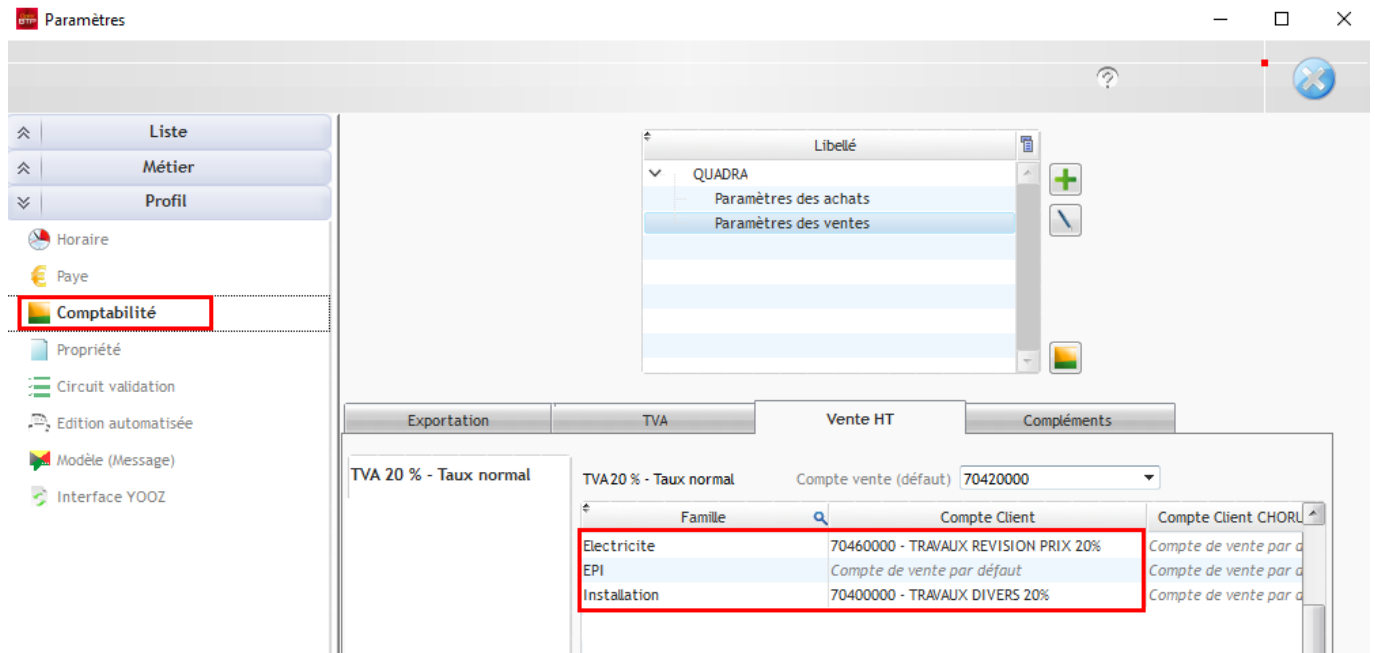 BTP Paramètres
Liste
Métier
Profil
Horaire
Paye
Comptabilité
Propriété
Circuit validation
Edition automatisée
Modèle (Message)
Interface YOOZ
Libellé
QUADRA
Paramètres des achats
Paramètres des ventes
Exportation TVA Vente HT Compléments
TVA 20 % - Taux normal
TVA 20 % - Taux normal Compte vente (défaut) 70420000
Famille Compte Client Compte Client CHORU
Electricite 70460000 - TRAVAUX REVISION PRIX 20% Compte de vente par d
EPI Compte de vente par défaut Compte de vente par d
Installation 70400000 - TRAVAUX DIVERS 20% Compte de vente par d